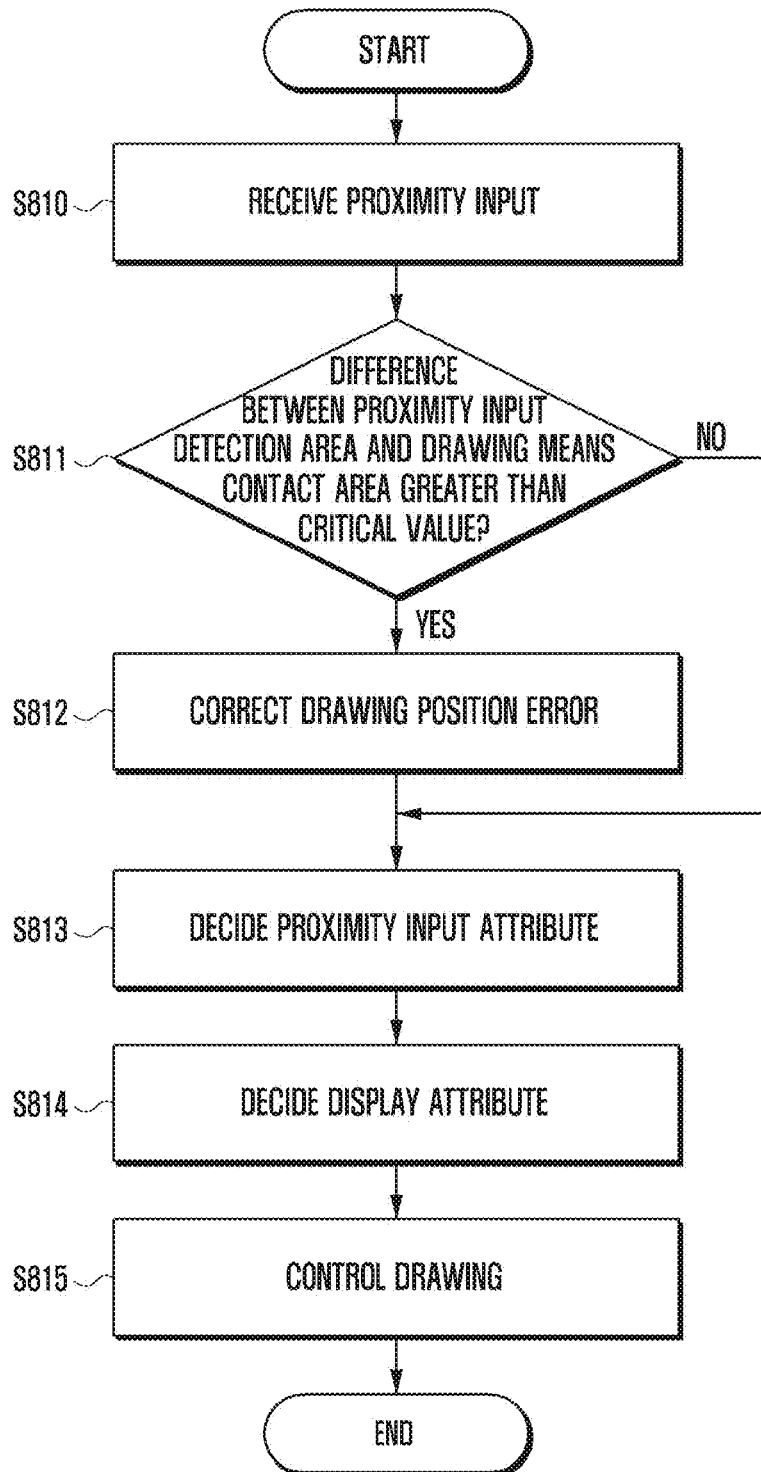 START
S810
RECEIVE PROXIMITY INPUT
DIFFERENCE
BETWEEN PROXIMITY INPUT
S811
DETECTION AREA AND DRAWING MEANS
NO
CONTACT AREA GREATER THAN
CRITICAL VALUE?
YES
S812
CORRECT DRAWING POSITION ERROR
S813
DECIDE PROXIMITY INPUT ATTRIBUTE
S814
DECIDE DISPLAY ATTRIBUTE
S815
CONTROL DRAWING
END